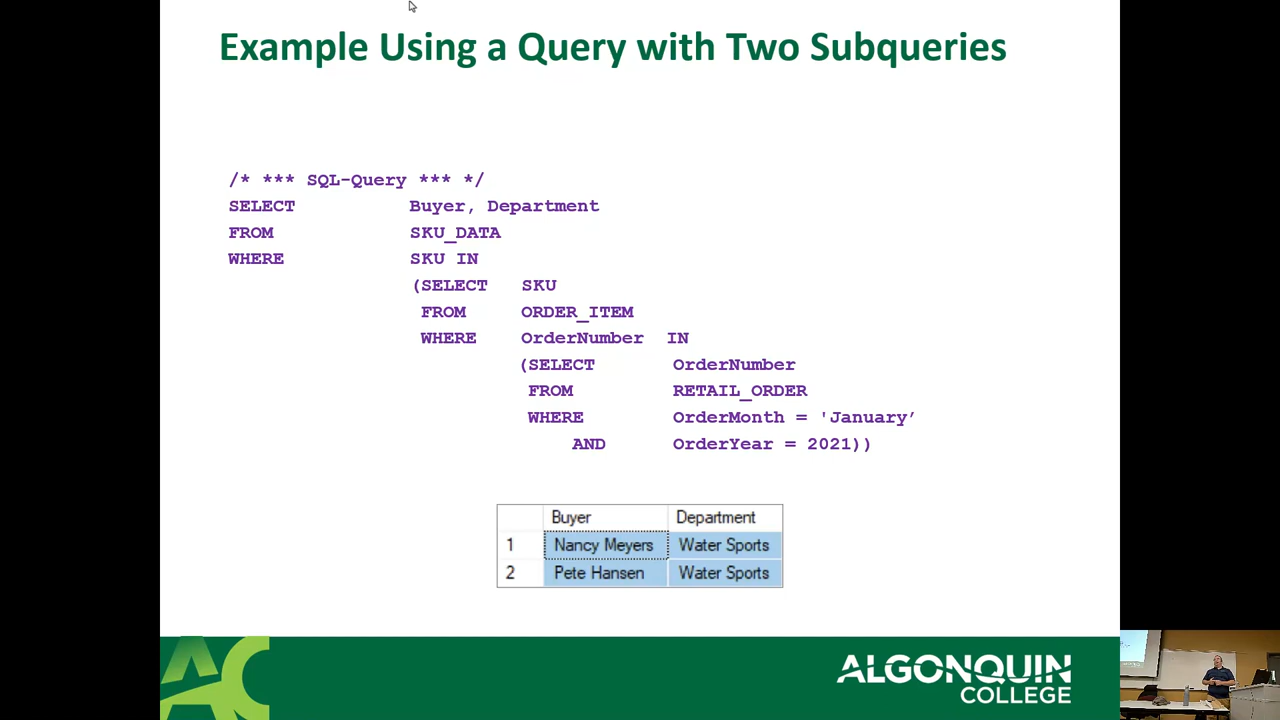 Example Using a Query with Two Subqueries
/* *** SQL-Query *** */
SELECT Buyer, Department
FROM SKU_DATA
WHERE SKU IN
(SELECT SKU
FROM ORDER_ITEM
WHERE OrderNumber IN
(SELECT OrderNumber
FROM RETAIL_ORDER
WHERE OrderMonth = 'January’
AND OrderYear = 2021))
Buyer Department
1 Nancy Meyers Water Sports
2 Pete Hansen Water Sports
AC
ALGONQUIN
COLLEGE